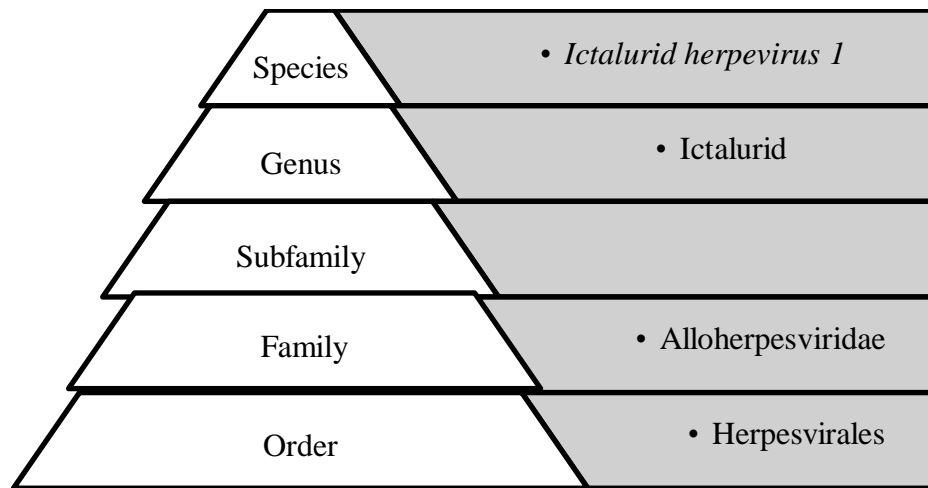 Species
• Ictalurid herpevirus 1
Genus
• Ictalurid
Subfamily
Family
• Alloherpesviridae
Order
• Herpesvirales